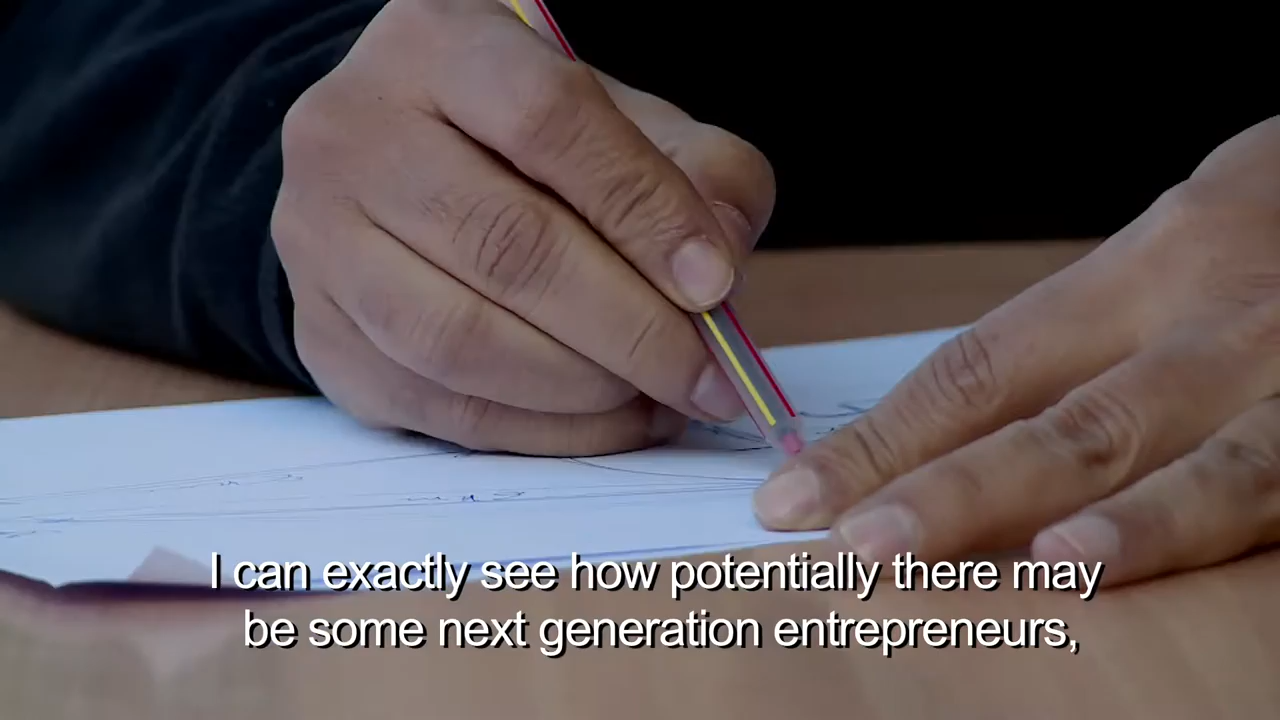 I can exactly see how potentially there may
be some next generation entrepreneurs,